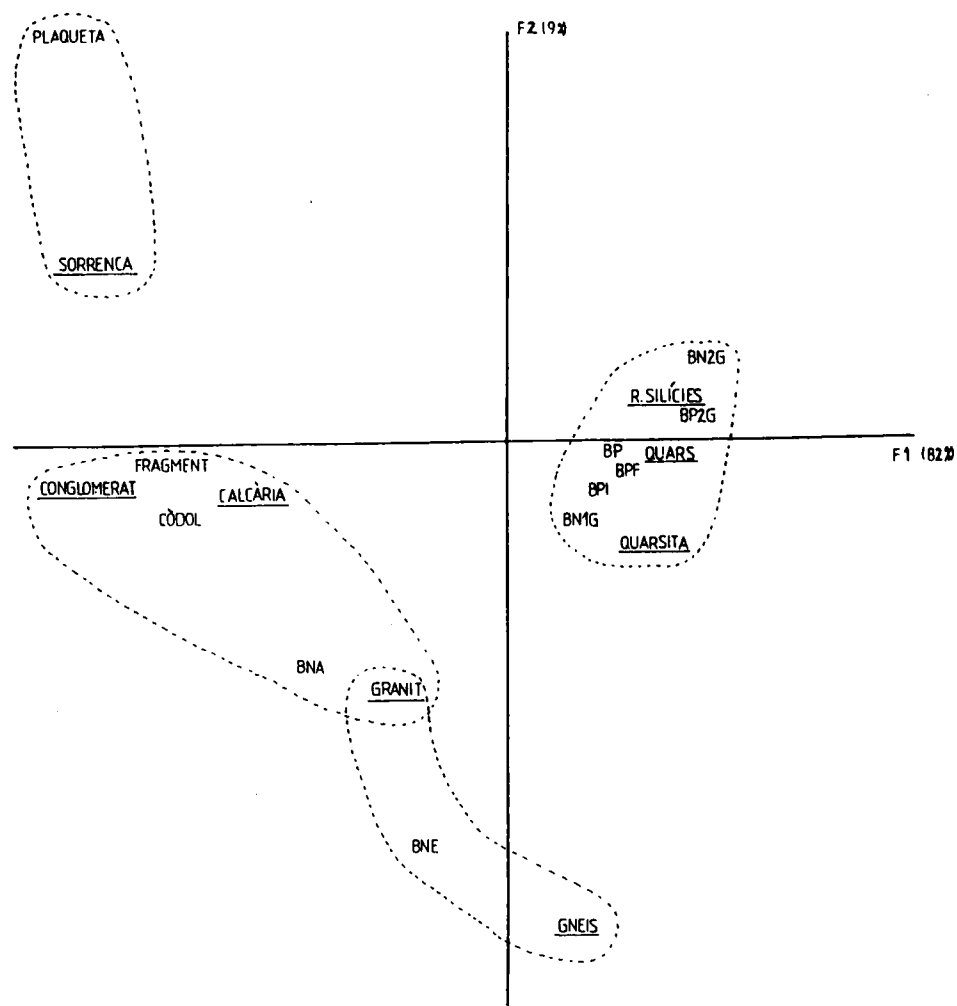 F2 (9%)
PLAQUETA
SORRENCA
BN2G
R. SILÍCIES
BP2G
BP QUARS
F1 (82%)
BPF
BPI
BN1G
QUARSITA
FRAGMENT
CONGLOMERAT
CALCÀRIA
CÒDOL
BNA
GRANIT
BNE
GNEIS